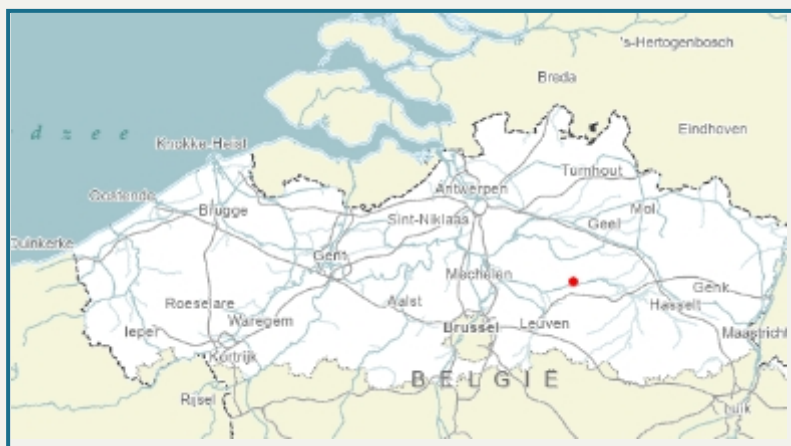 's-Hertogenbosch
Breda
dzee
Eindhoven
Knokke-Heist
Turnhout
Antwerpen
Oostende
Mol
Brugge
Sint-Niklaas
Geel
Duinkerke
Gent
Mechelen
Genk
Roeselare
Aalst
Hasselt
Waregem
Brussel
Leuven
Ieper
Maastricht
Kortrijk
BELGIË
Rijsel
Luik